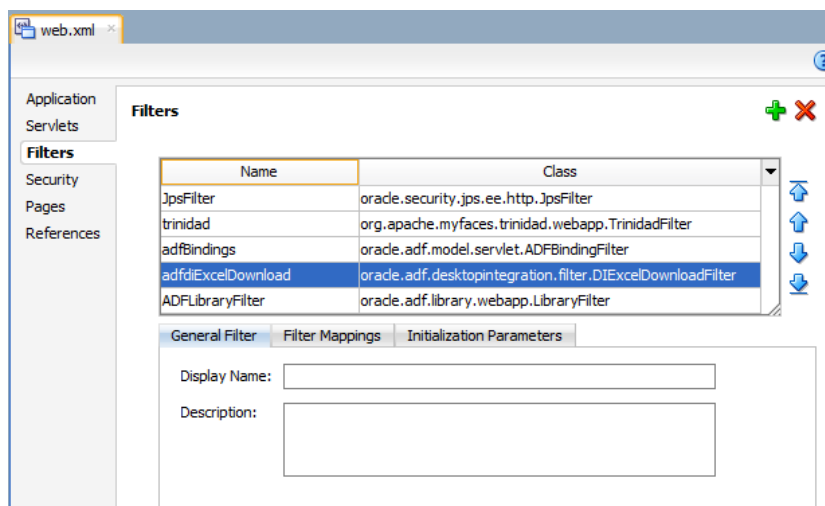 web.xml
Application
Servlets
Filters
Security
Pages
References
Filters
Name Class
JpsFilter oracle.security.jps.ee.http.JpsFilter
trinidad org.apache.myfaces.trinidad.webapp.TrinidadFilter
adfBindings oracle.adf.model.servlet.ADFBindingFilter
adfdiExcelDownload oracle.adf.desktopintegration.filter.DIExcelDownloadFilter
ADFLibraryFilter oracle.adf.library.webapp.LibraryFilter
General Filter Filter Mappings Initialization Parameters
Display Name:
Description: